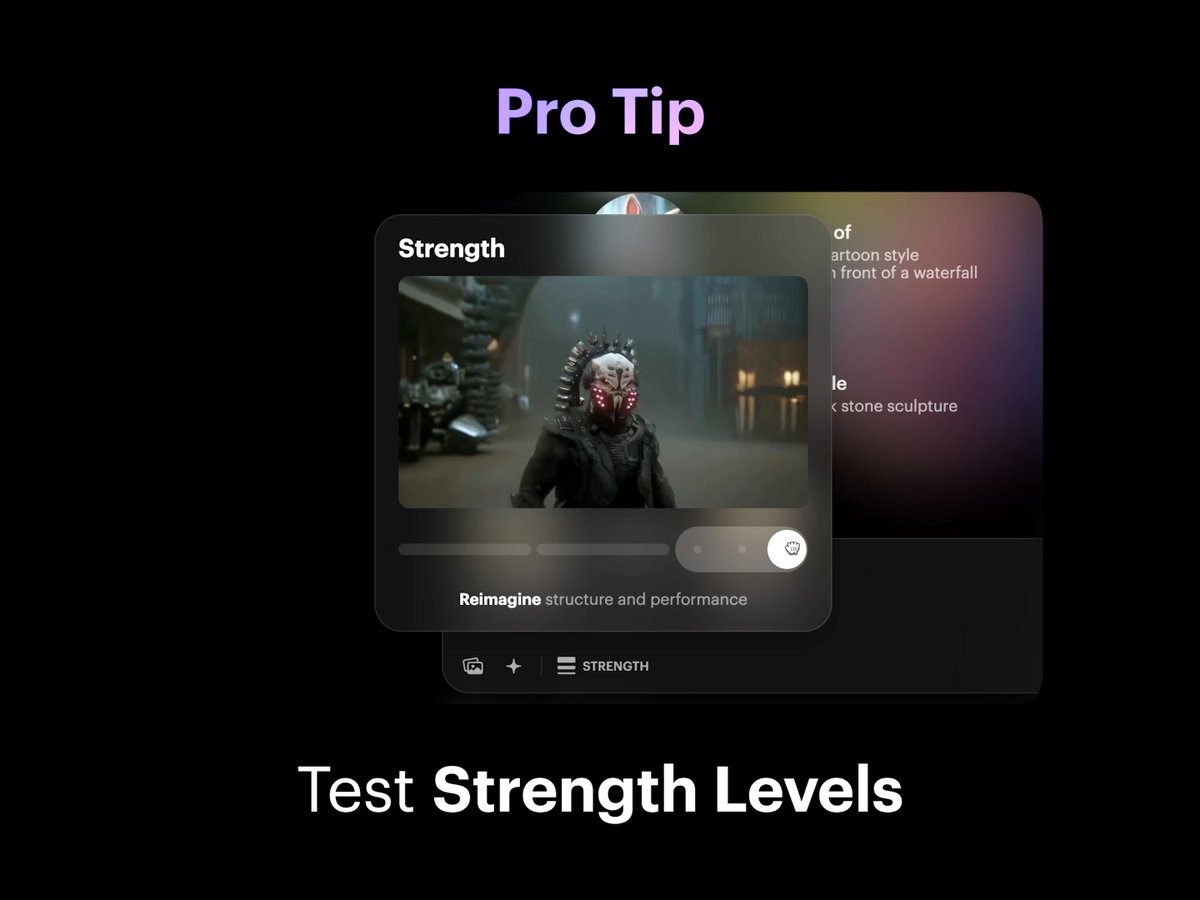 Pro Tip
of
Strength
artoon style
n front of a waterfall
le
k stone sculpture
Reimagine structure and performance
STRENGTH
Test Strength Levels